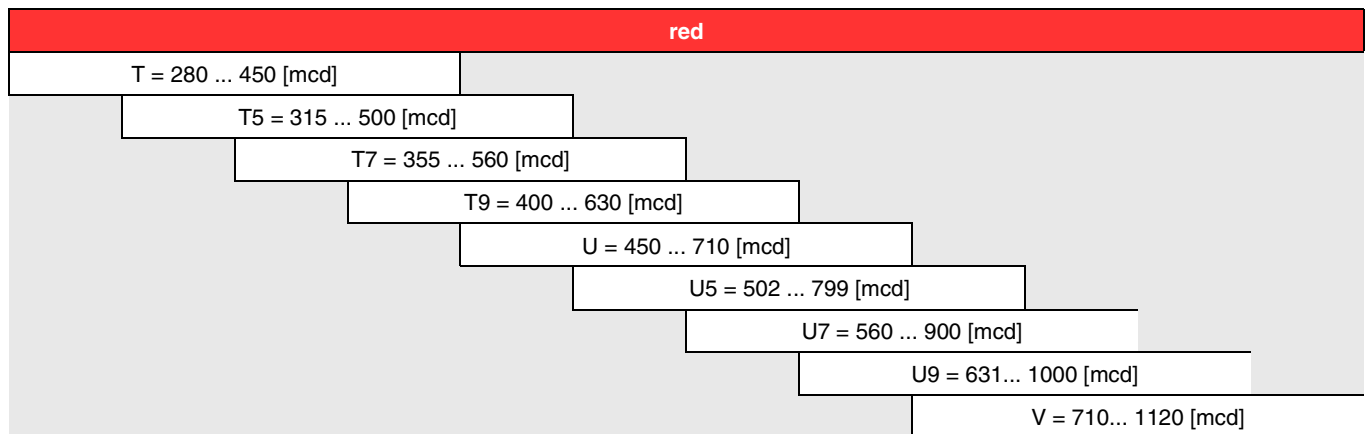 red
T = 280 ... 450 [mcd]
T5 = 315 ... 500 [mcd]
T7 = 355 ... 560 [mcd]
T9 = 400 ... 630 [mcd]
U = 450 ... 710 [mcd]
U5 = 502 ... 799 [mcd]
U7 = 560 ... 900 [mcd]
U9 = 631... 1000 [mcd]
V = 710... 1120 [mcd]